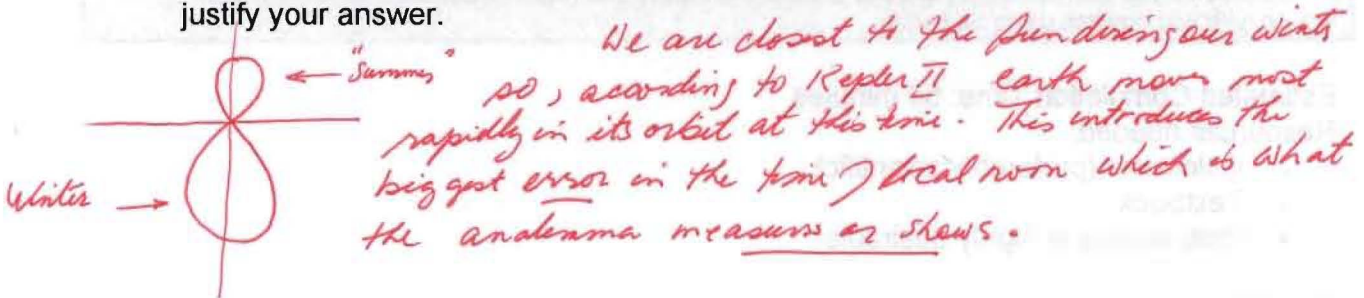 justify your answer.
"Summer"
We are closest to the Sun during our winter
so, according to Kepler II earth moves most
rapidly in its orbit at this time. This introduces the
biggest error in the time of local noon which is what
Winter
the analemma measures or shows.